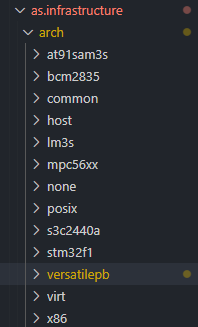 as.infrastructure
arch
at91sam3s
bcm2835
common
host
lm3s
mpc56xx
none
posix
s3c2440a
stm32f1
versatilepb
virt
x86